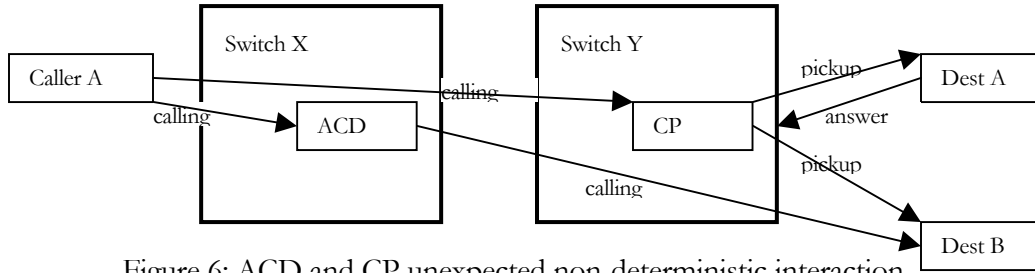 Switch X
Switch Y
Caller A
pickup
Dest A
calling
calling
answer
ACD
CP
pickup
calling
Dest B
Figure 6: ACD and CP unexpected non-deterministic interaction